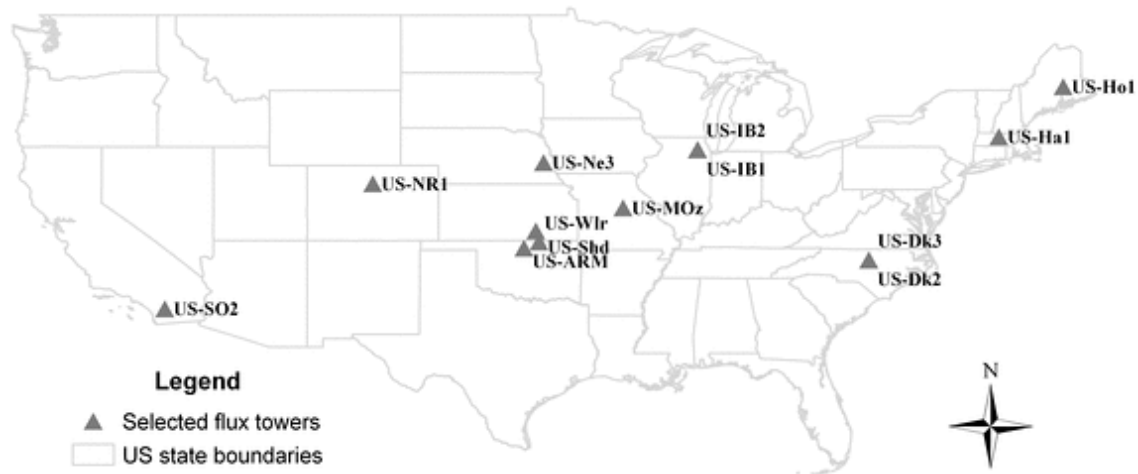 US-Ho1
US-IB2
US-Ha1
US-Ne3
US-IB1
US-NR1
US-MOz
US-Wlr
US-Dk3
US-Shd
US-ARM
US-Dk2
US-SO2
Legend
N
Selected flux towers
US state boundaries